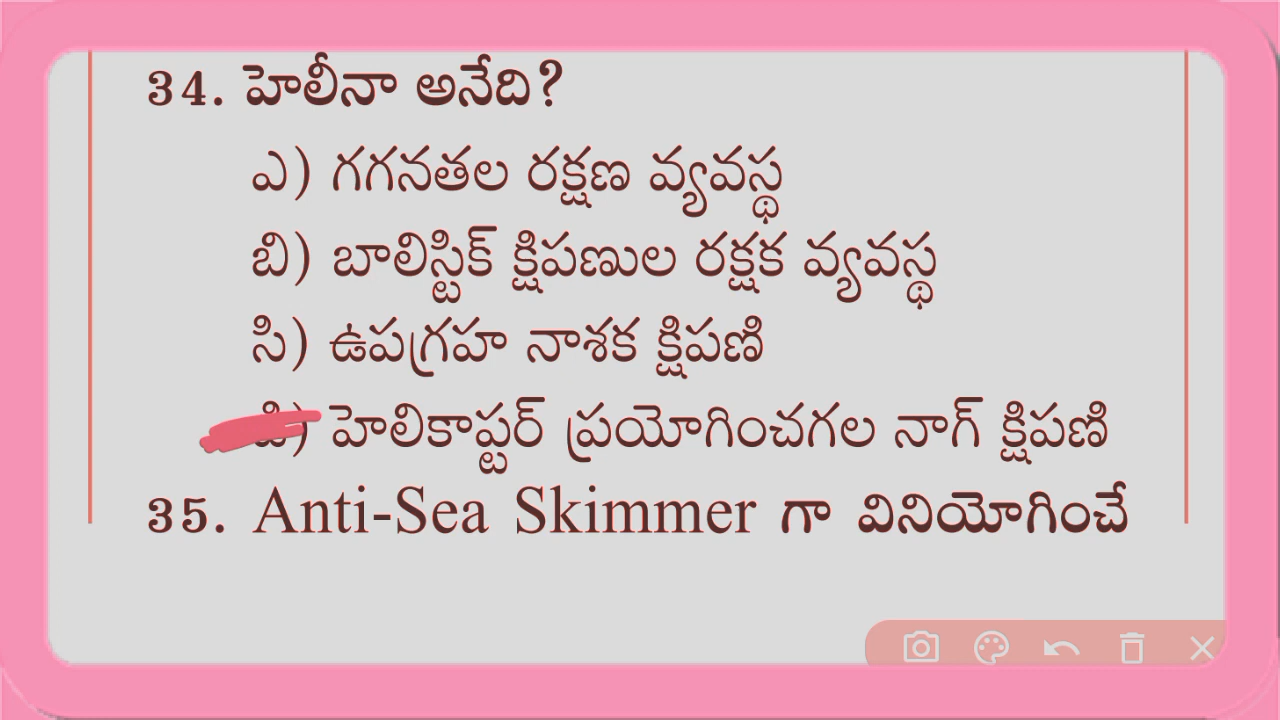 34. హెలీనా అనేది?
ఎ) గగనతల రక్షణ వ్యవస్థ
బి) బాలిస్టిక్ క్షిపణుల రక్షక వ్యవస్థ
సి) ఉపగ్రహ నాశక క్షిపణి
డి) హెలికాప్టర్ ప్రయోగించగల నాగ్ క్షిపణి
35. Anti-Sea Skimmer గా వినియోగించే